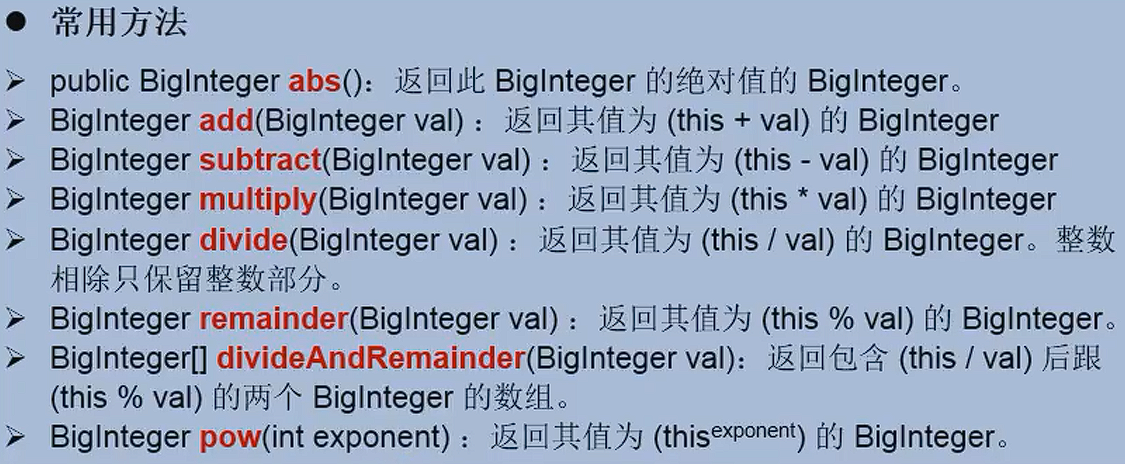 ● 常用方法
➢ public BigInteger abs()：返回此 BigInteger 的绝对值的 BigInteger。
➢ BigInteger add(BigInteger val) ：返回其值为 (this + val) 的 BigInteger
➢ BigInteger subtract(BigInteger val) ：返回其值为 (this - val) 的 BigInteger
➢ BigInteger multiply(BigInteger val) ：返回其值为 (this * val) 的 BigInteger
➢ BigInteger divide(BigInteger val) ：返回其值为 (this / val) 的 BigInteger。整数
相除只保留整数部分。
➢ BigInteger remainder(BigInteger val) ：返回其值为 (this % val) 的 BigInteger。
➢ BigInteger[] divideAndRemainder(BigInteger val)：返回包含 (this / val) 后跟
(this % val) 的两个 BigInteger 的数组。
➢ BigInteger pow(int exponent) ：返回其值为 (thisexponent) 的 BigInteger。